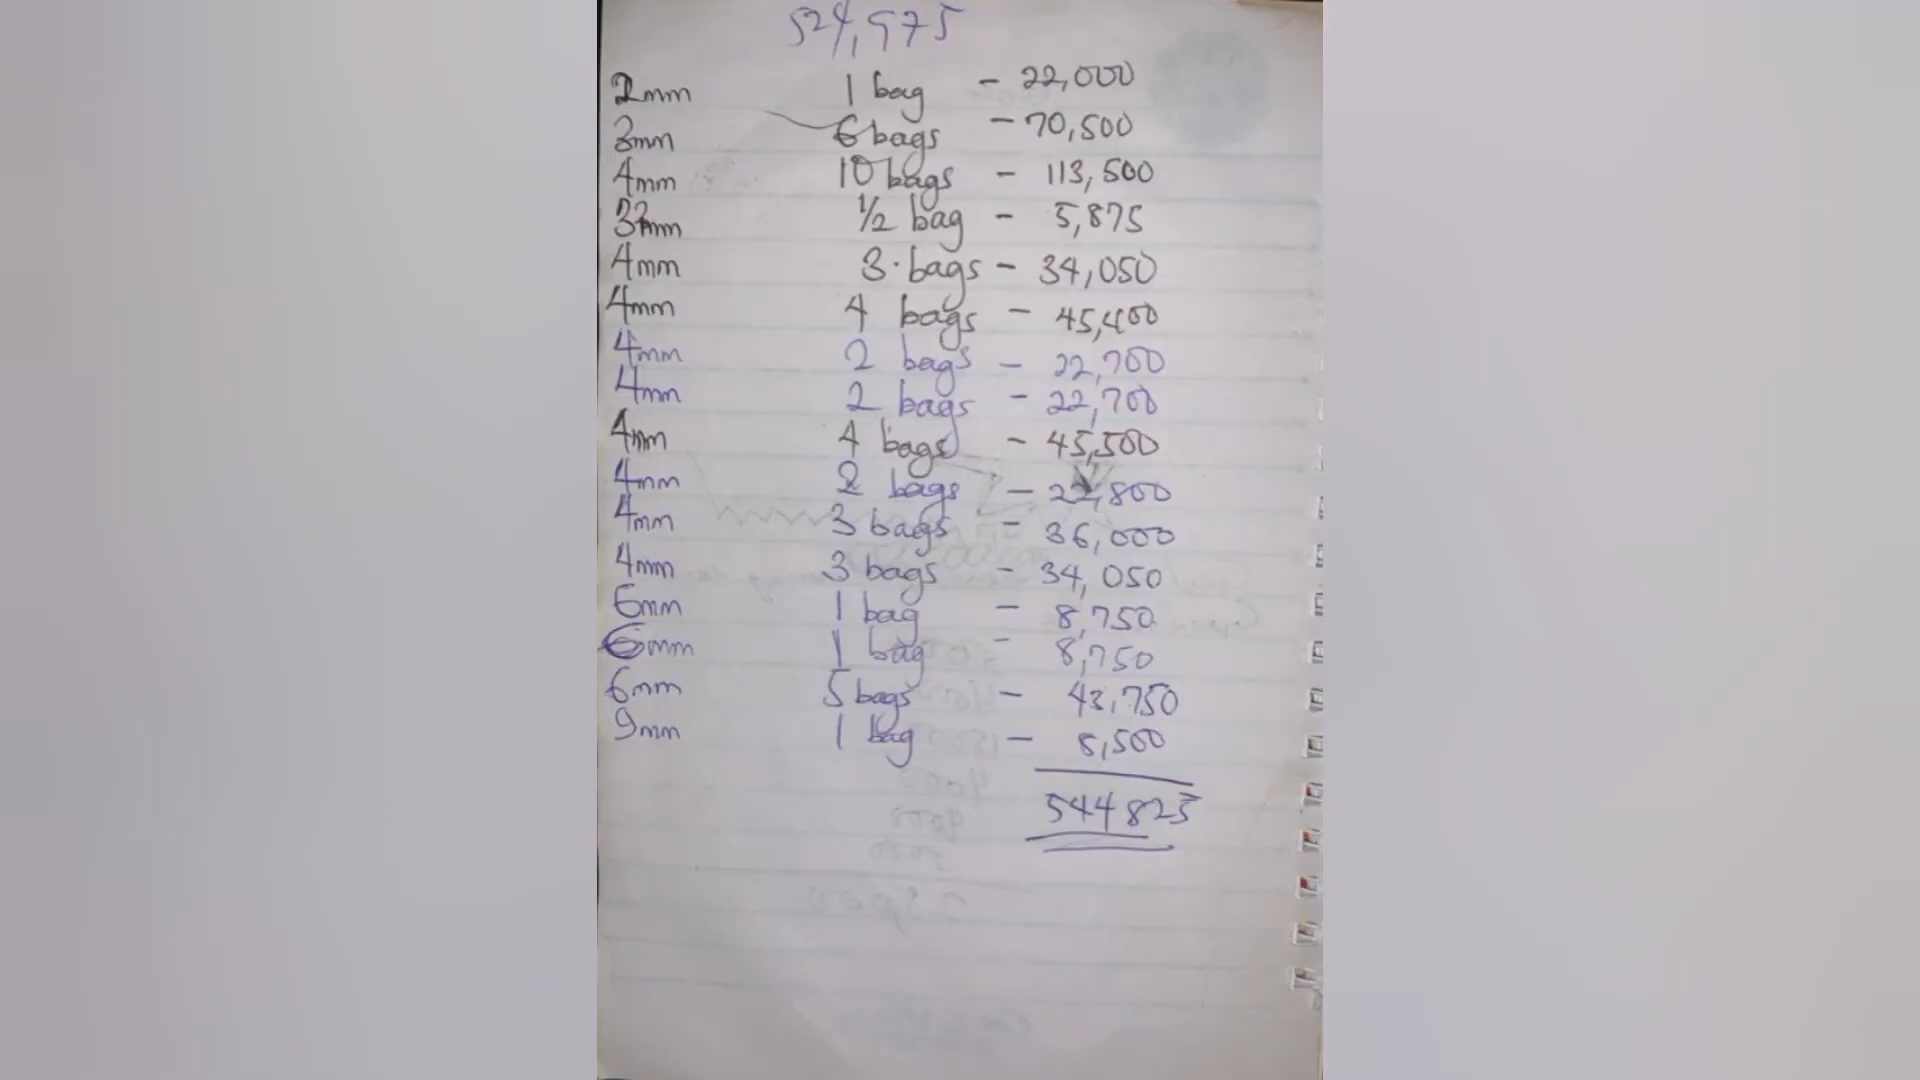 524,975
2mm 1 bag - 22,000
3mm 6 bags - 70,500
4mm 10 bags - 113,500
3mm ½ bag - 5,875
4mm 3 bags - 34,050
4mm 4 bags - 45,400
4mm 2 bags - 22,700
4mm 2 bags - 22,700
4mm 4 bags - 45,500
4mm 2 bags - 22,800
4mm 3 bags - 36,000
4mm 3 bags - 34,050
6mm 1 bag - 8,750
6mm 1 bag - 8,750
6mm 5 bags - 43,750
9mm 1 bag - 8,500
544825